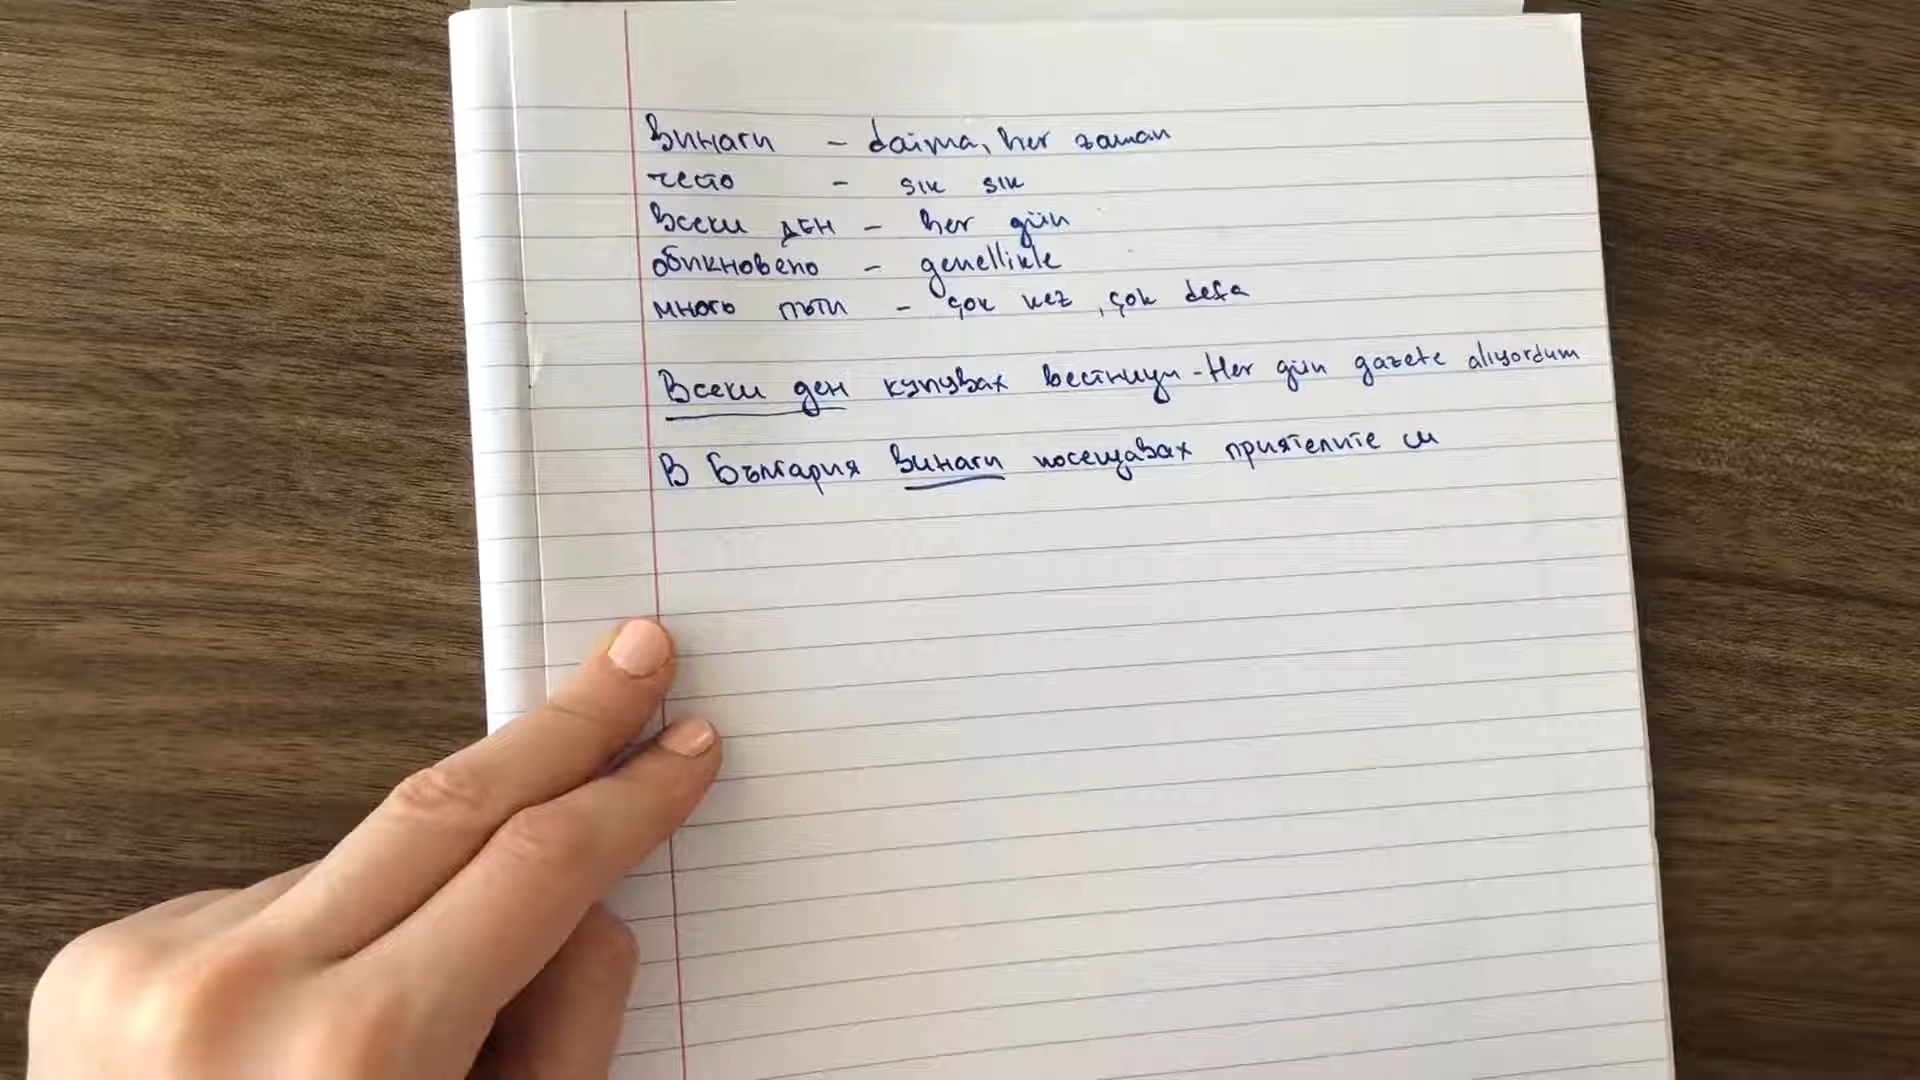 Винаги - daima, her zaman
често - sık sık
Всеки ден - her gün
обикновено - genellikle
много пъти - çok kez, çok defa
Всеки ден купувах вестници - Her gün gazete alıyordum
В България винаги посещавах приятелите си